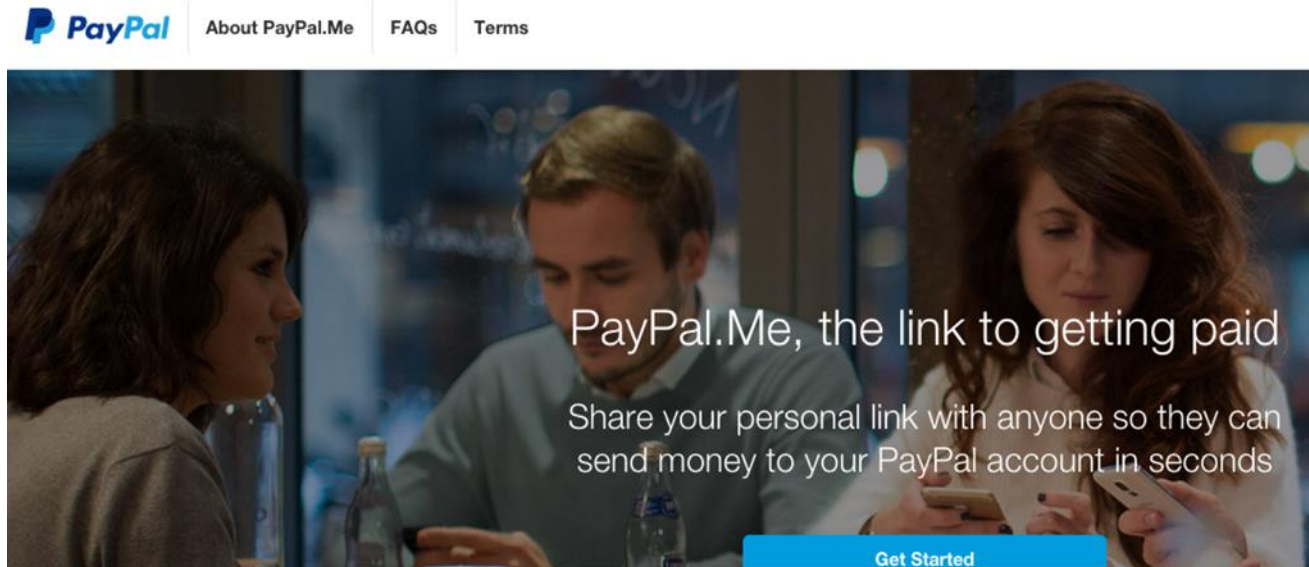 PayPal
About PayPal.Me
FAQs
Terms
PayPal.Me, the link to getting paid
Share your personal link with anyone so they can
send money to your PayPal account in seconds
Get Started